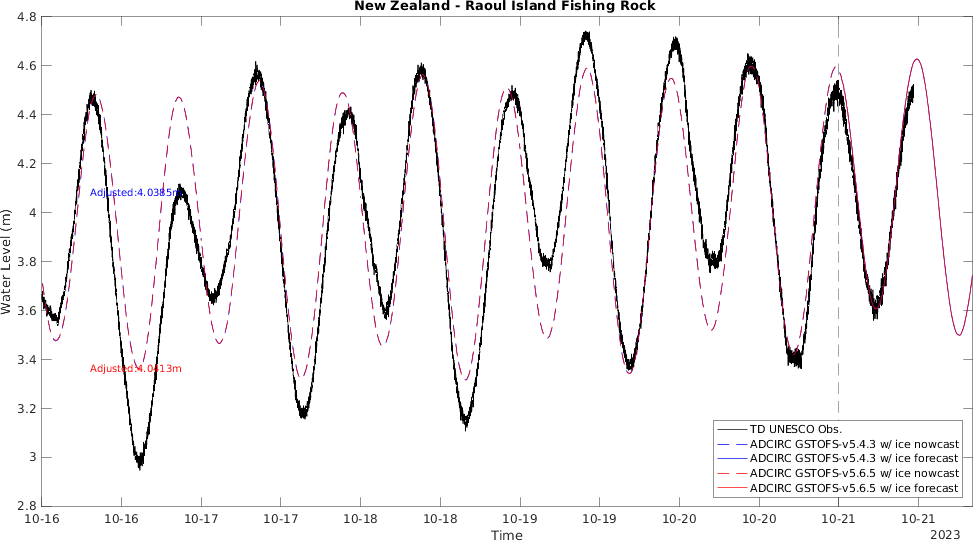 New Zealand - Raoul Island Fishing Rock
4.8
4.6
4.4
4.2
4
3.8
3.6
3.4
3.2
3
2.8
Water Level (m)
Adjusted:4.0385m
Adjusted:4.0613m
TD UNESCO Obs.
ADCIRC GSTOFS-v5.4.3 w/ ice nowcast
ADCIRC GSTOFS-v5.4.3 w/ ice forecast
ADCIRC GSTOFS-v5.6.5 w/ ice nowcast
ADCIRC GSTOFS-v5.6.5 w/ ice forecast
10-16 10-16 10-17 10-17 10-18 10-18 10-19 10-19 10-20 10-20 10-21 10-21
Time
2023